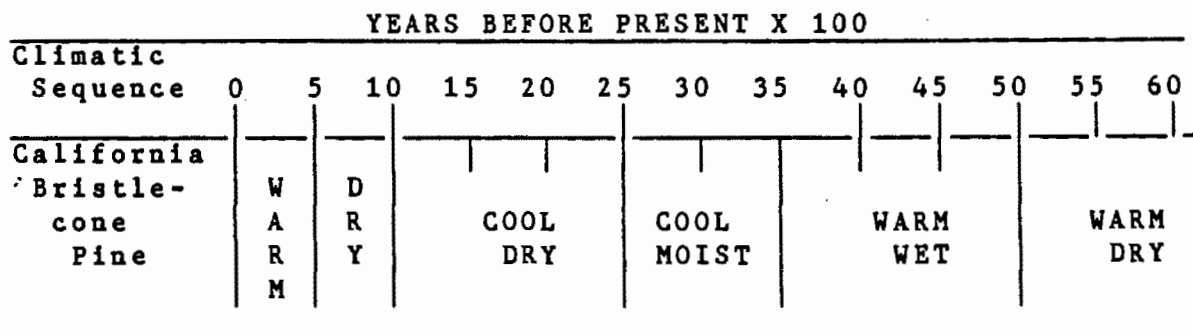 YEARS BEFORE PRESENT X 100
Climatic
Sequence 0 5 10 15 20 25 30 35 40 45 50 55 60
California
Bristle- W D
cone A R COOL COOL WARM WARM
Pine R Y DRY MOIST WET DRY
M